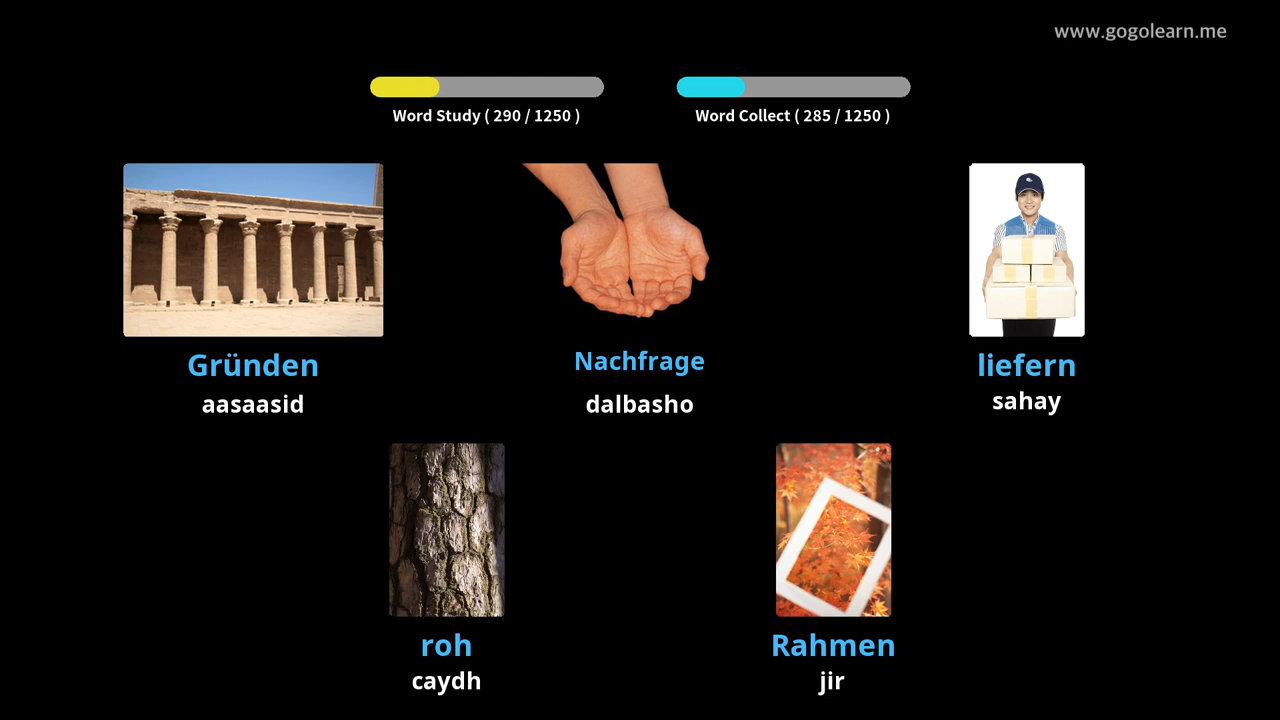 www.gogolearn.me
Word Study ( 290 / 1250 )
Word Collect ( 285 / 1250 )
Gründen
aasaasid
Nachfrage
dalbasho
liefern
sahay
roh
caydh
Rahmen
jir